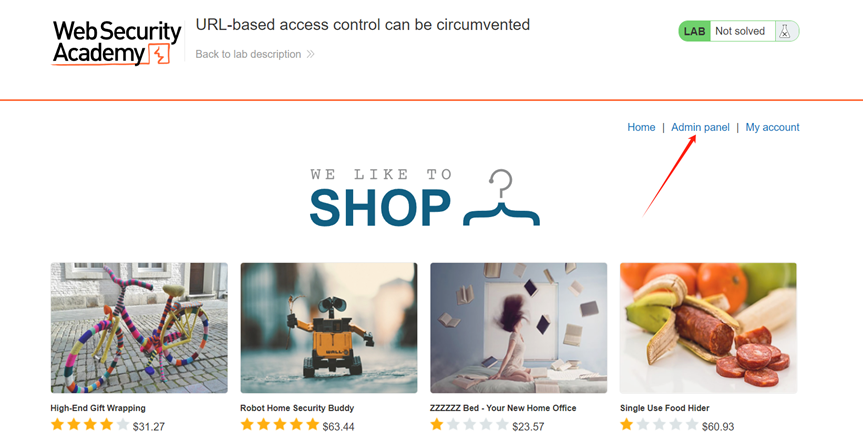 WebSecurity
Academy
URL-based access control can be circumvented
Back to lab description
LAB Not solved
Home | Admin panel | My account
WE LIKE TO
SHOP
High-End Gift Wrapping
$31.27
Robot Home Security Buddy
$63.44
ZZZZZZ Bed - Your New Home Office
$23.57
Single Use Food Hider
$60.93